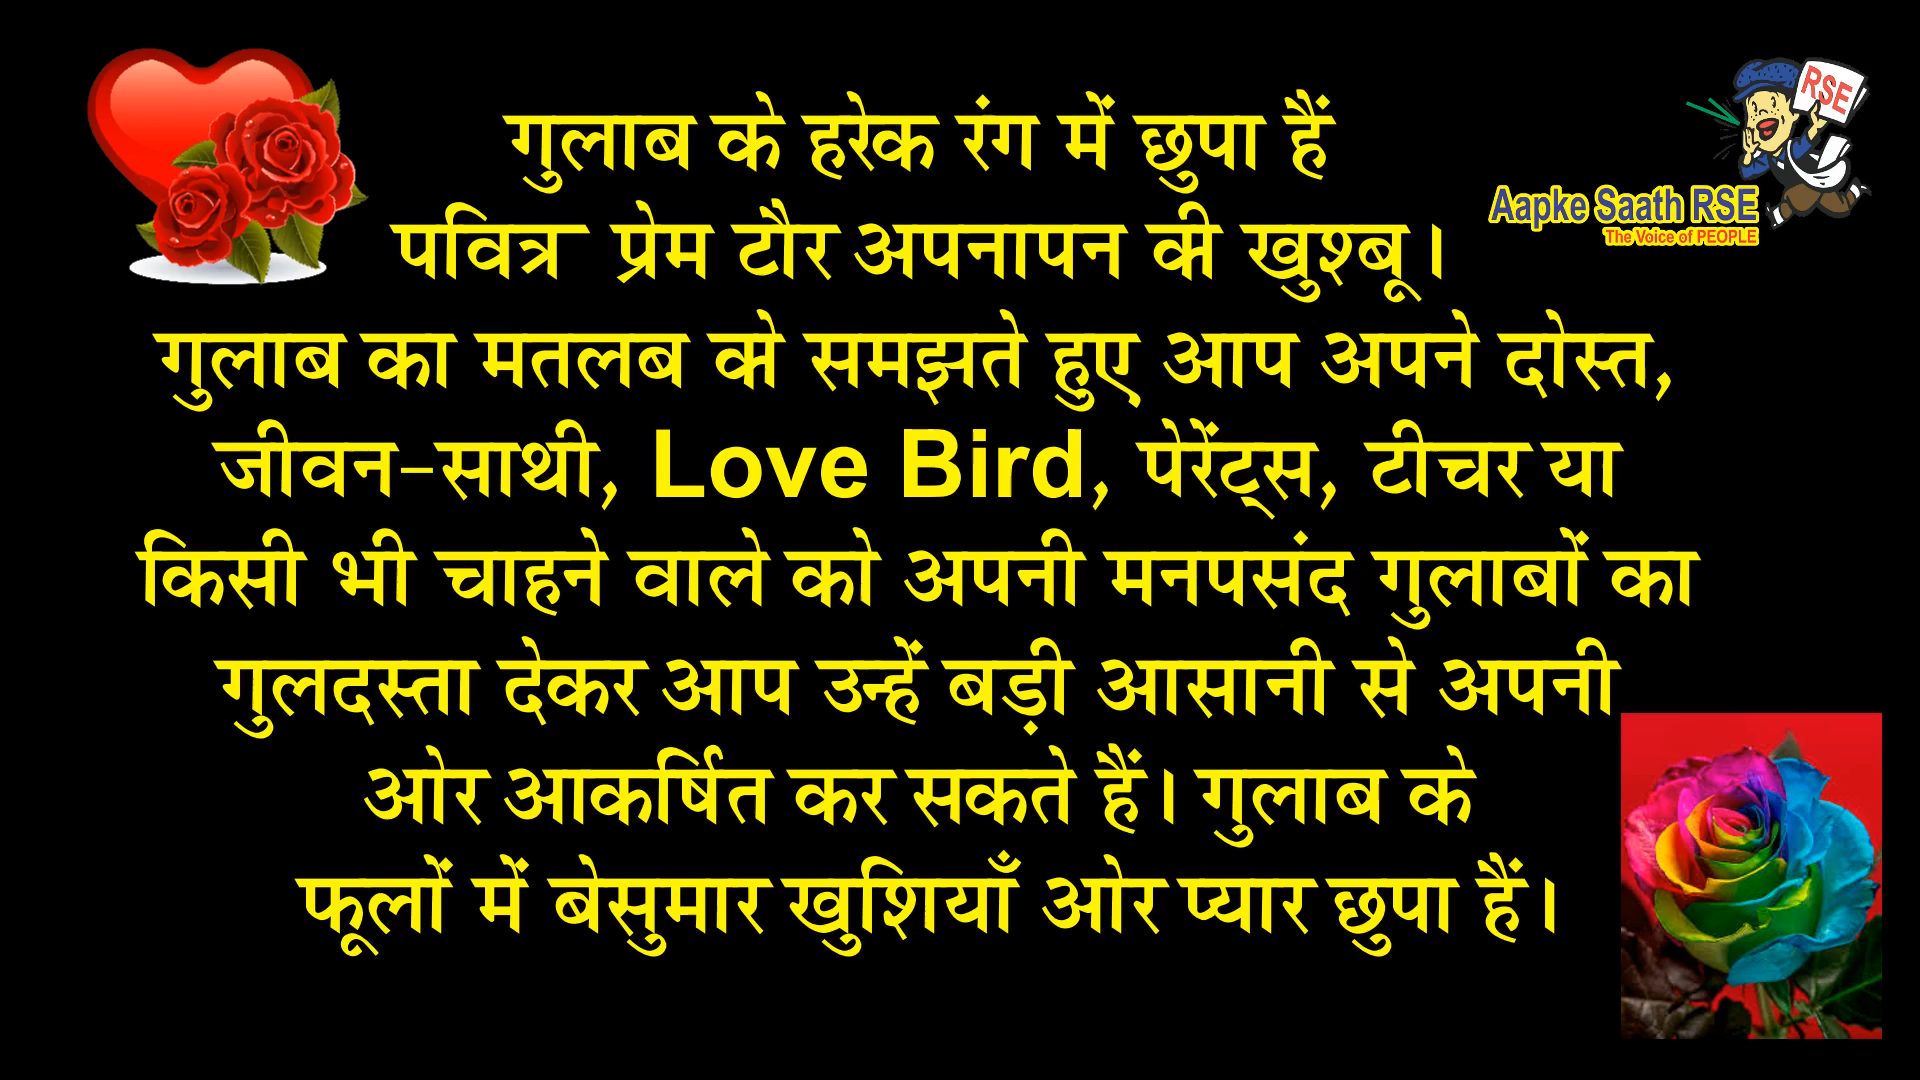 RSE
Aapke Saath RSE
The Voice of PEOPLE
गुलाब के हरेक रंग में छुपा हैं
पवित्र प्रेम टौर अपनापन की खुश्बू।
गुलाब का मतलब को समझते हुए आप अपने दोस्त,
जीवन-साथी, Love Bird, पेरेंट्स, टीचर या
किसी भी चाहने वाले को अपनी मनपसंद गुलाबों का
गुलदस्ता देकर आप उन्हें बड़ी आसानी से अपनी
ओर आकर्षित कर सकते हैं। गुलाब के
फूलों में बेसुमार खुशियाँ ओर प्यार छुपा हैं।